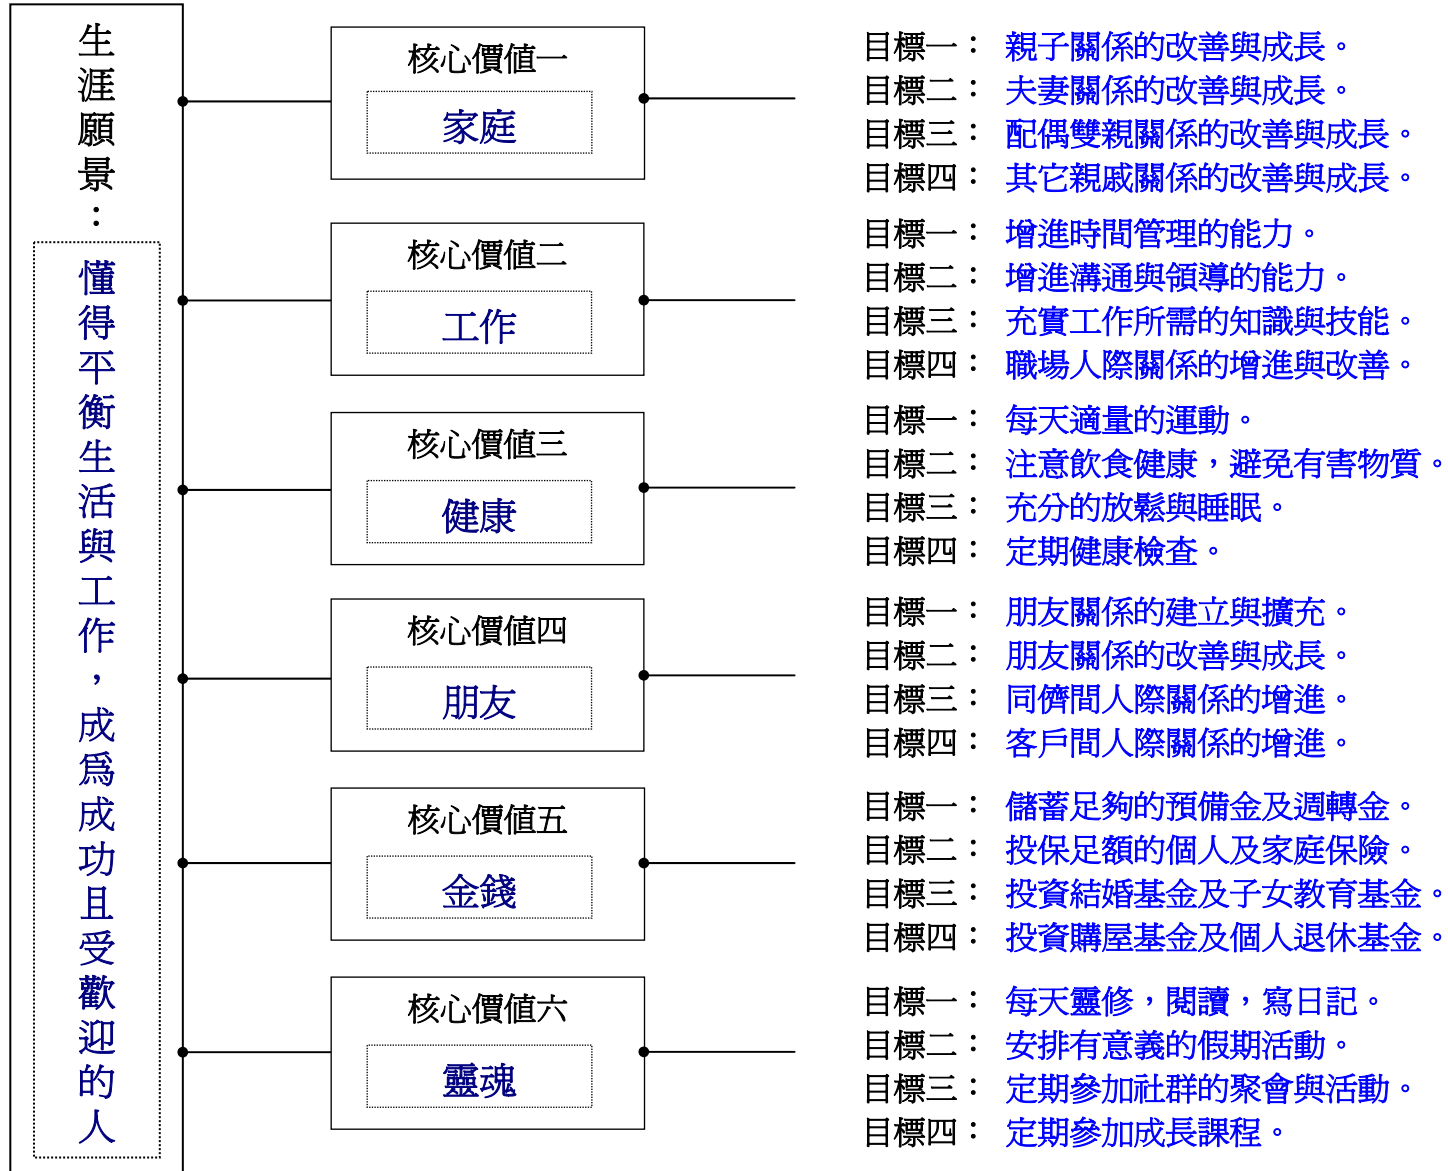 生涯願景：
懂得平衡生活與工作，成爲成功且受歡迎的人
核心價值一
家庭
目標一： 親子關係的改善與成長。
目標二： 夫妻關係的改善與成長。
目標三： 配偶雙親關係的改善與成長。
目標四： 其它親戚關係的改善與成長。
核心價值二
工作
目標一： 增進時間管理的能力。
目標二： 增進溝通與領導的能力。
目標三： 充實工作所需的知識與技能。
目標四： 職場人際關係的增進與改善。
核心價值三
健康
目標一： 每天適量的運動。
目標二： 注意飲食健康，避免有害物質。
目標三： 充分的放鬆與睡眠。
目標四： 定期健康檢查。
核心價值四
朋友
目標一： 朋友關係的建立與擴充。
目標二： 朋友關係的改善與成長。
目標三： 同儕間人際關係的增進。
目標四： 客戶間人際關係的增進。
核心價值五
金錢
目標一： 儲蓄足夠的預備金及週轉金。
目標二： 投保足額的個人及家庭保險。
目標三： 投資結婚基金及子女教育基金。
目標四： 投資購屋基金及個人退休基金。
核心價值六
靈魂
目標一： 每天靈修，閱讀，寫日記。
目標二： 安排有意義的假期活動。
目標三： 定期參加社群的聚會與活動。
目標四： 定期參加成長課程。